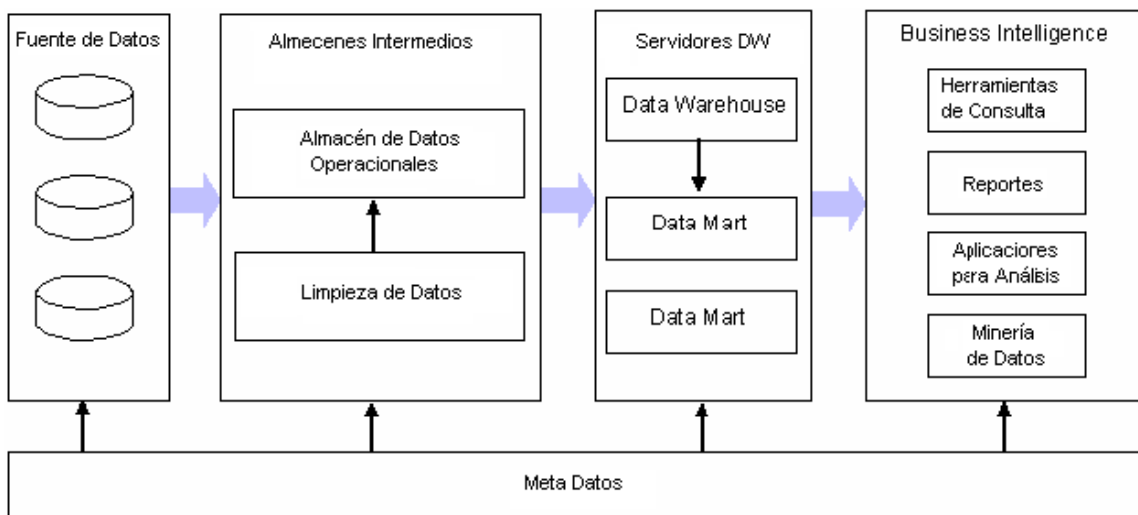 Fuente de Datos
Almecenes Intermedios
Almacén de Datos
Operacionales
Limpieza de Datos
Servidores DW
Data Warehouse
Data Mart
Data Mart
Business Intelligence
Herramientas
de Consulta
Reportes
Aplicaciones
para Análisis
Minería
de Datos
Meta Datos